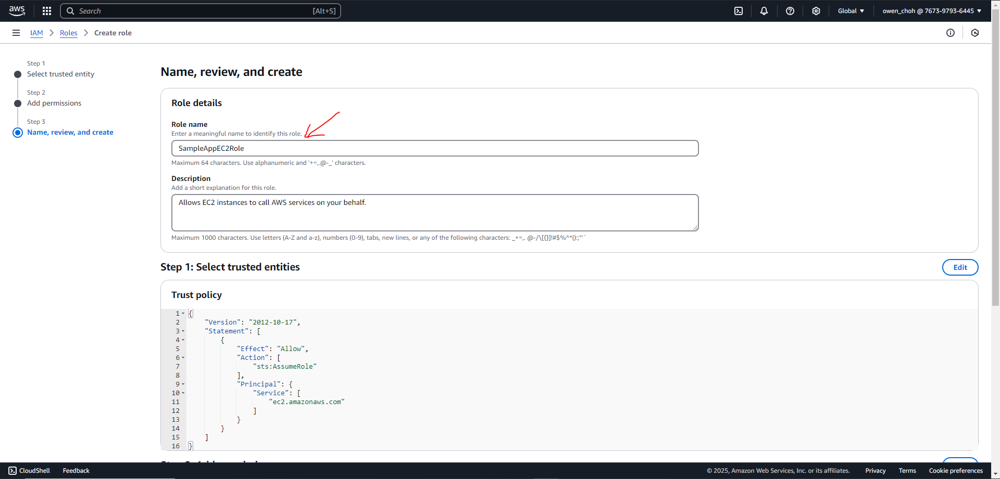 aws
Search
[Alt+S]
Global
owen_choh @ 7673-9793-6445
IAM
Roles
Create role
Step 1
Select trusted entity
Step 2
Add permissions
Step 3
Name, review, and create
Name, review, and create
Role details
Role name
Enter a meaningful name to identify this role.
SampleAppEC2Role
Maximum 64 characters. Use alphanumeric and '+=,.@-_' characters.
Description
Add a short explanation for this role.
Allows EC2 instances to call AWS services on your behalf.
Maximum 1000 characters. Use letters (A-Z and a-z), numbers (0-9), tabs, new lines, or any of the following characters: _+=,. @-/\[{}]!#$%^*();:"'`
Step 1: Select trusted entities
Edit
Trust policy
1 {
2     "Version": "2012-10-17",
3     "Statement": [
4         {
5             "Effect": "Allow",
6             "Action": [
7                 "sts:AssumeRole"
8             ],
9             "Principal": {
10                 "Service": [
11                     "ec2.amazonaws.com"
12                 ]
13             }
14         }
15     ]
16 }
CloudShell
Feedback
© 2025, Amazon Web Services, Inc. or its affiliates.
Privacy
Terms
Cookie preferences